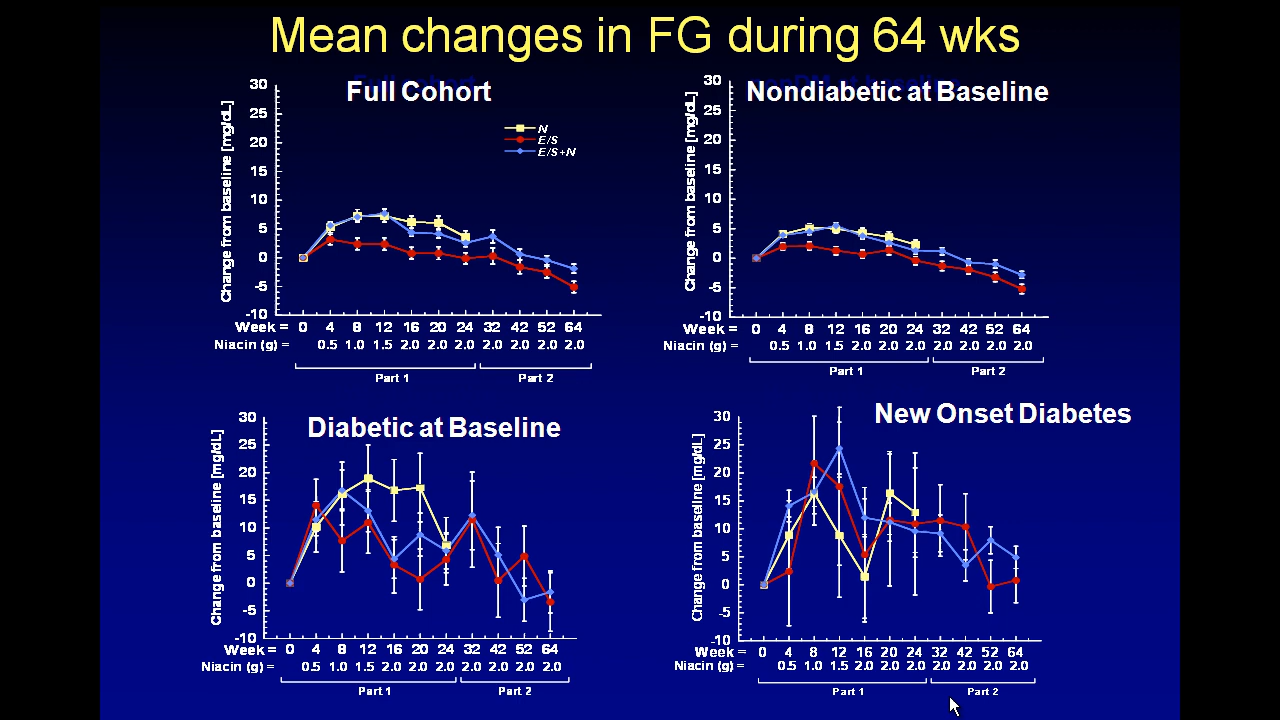 Mean changes in FG during 64 wks
Full Cohort
Change from baseline [mg/dL]
30
25
20
15
10
5
0
-5
-10
N
E/S
E/S+N
Week = 0 4 8 12 16 20 24 32 42 52 64
Niacin (g) = 0.5 1.0 1.5 2.0 2.0 2.0 2.0 2.0 2.0 2.0
Part 1 Part 2
Nondiabetic at Baseline
Change from baseline [mg/dL]
30
25
20
15
10
5
0
-5
-10
Week = 0 4 8 12 16 20 24 32 42 52 64
Niacin (g) = 0.5 1.0 1.5 2.0 2.0 2.0 2.0 2.0 2.0 2.0
Part 1 Part 2
Diabetic at Baseline
Change from baseline [mg/dL]
30
25
20
15
10
5
0
-5
-10
Week = 0 4 8 12 16 20 24 32 42 52 64
Niacin (g) = 0.5 1.0 1.5 2.0 2.0 2.0 2.0 2.0 2.0 2.0
Part 1 Part 2
New Onset Diabetes
Change from baseline [mg/dL]
30
25
20
15
10
5
0
-5
-10
Week = 0 4 8 12 16 20 24 32 42 52 64
Niacin (g) = 0.5 1.0 1.5 2.0 2.0 2.0 2.0 2.0 2.0 2.0
Part 1 Part 2